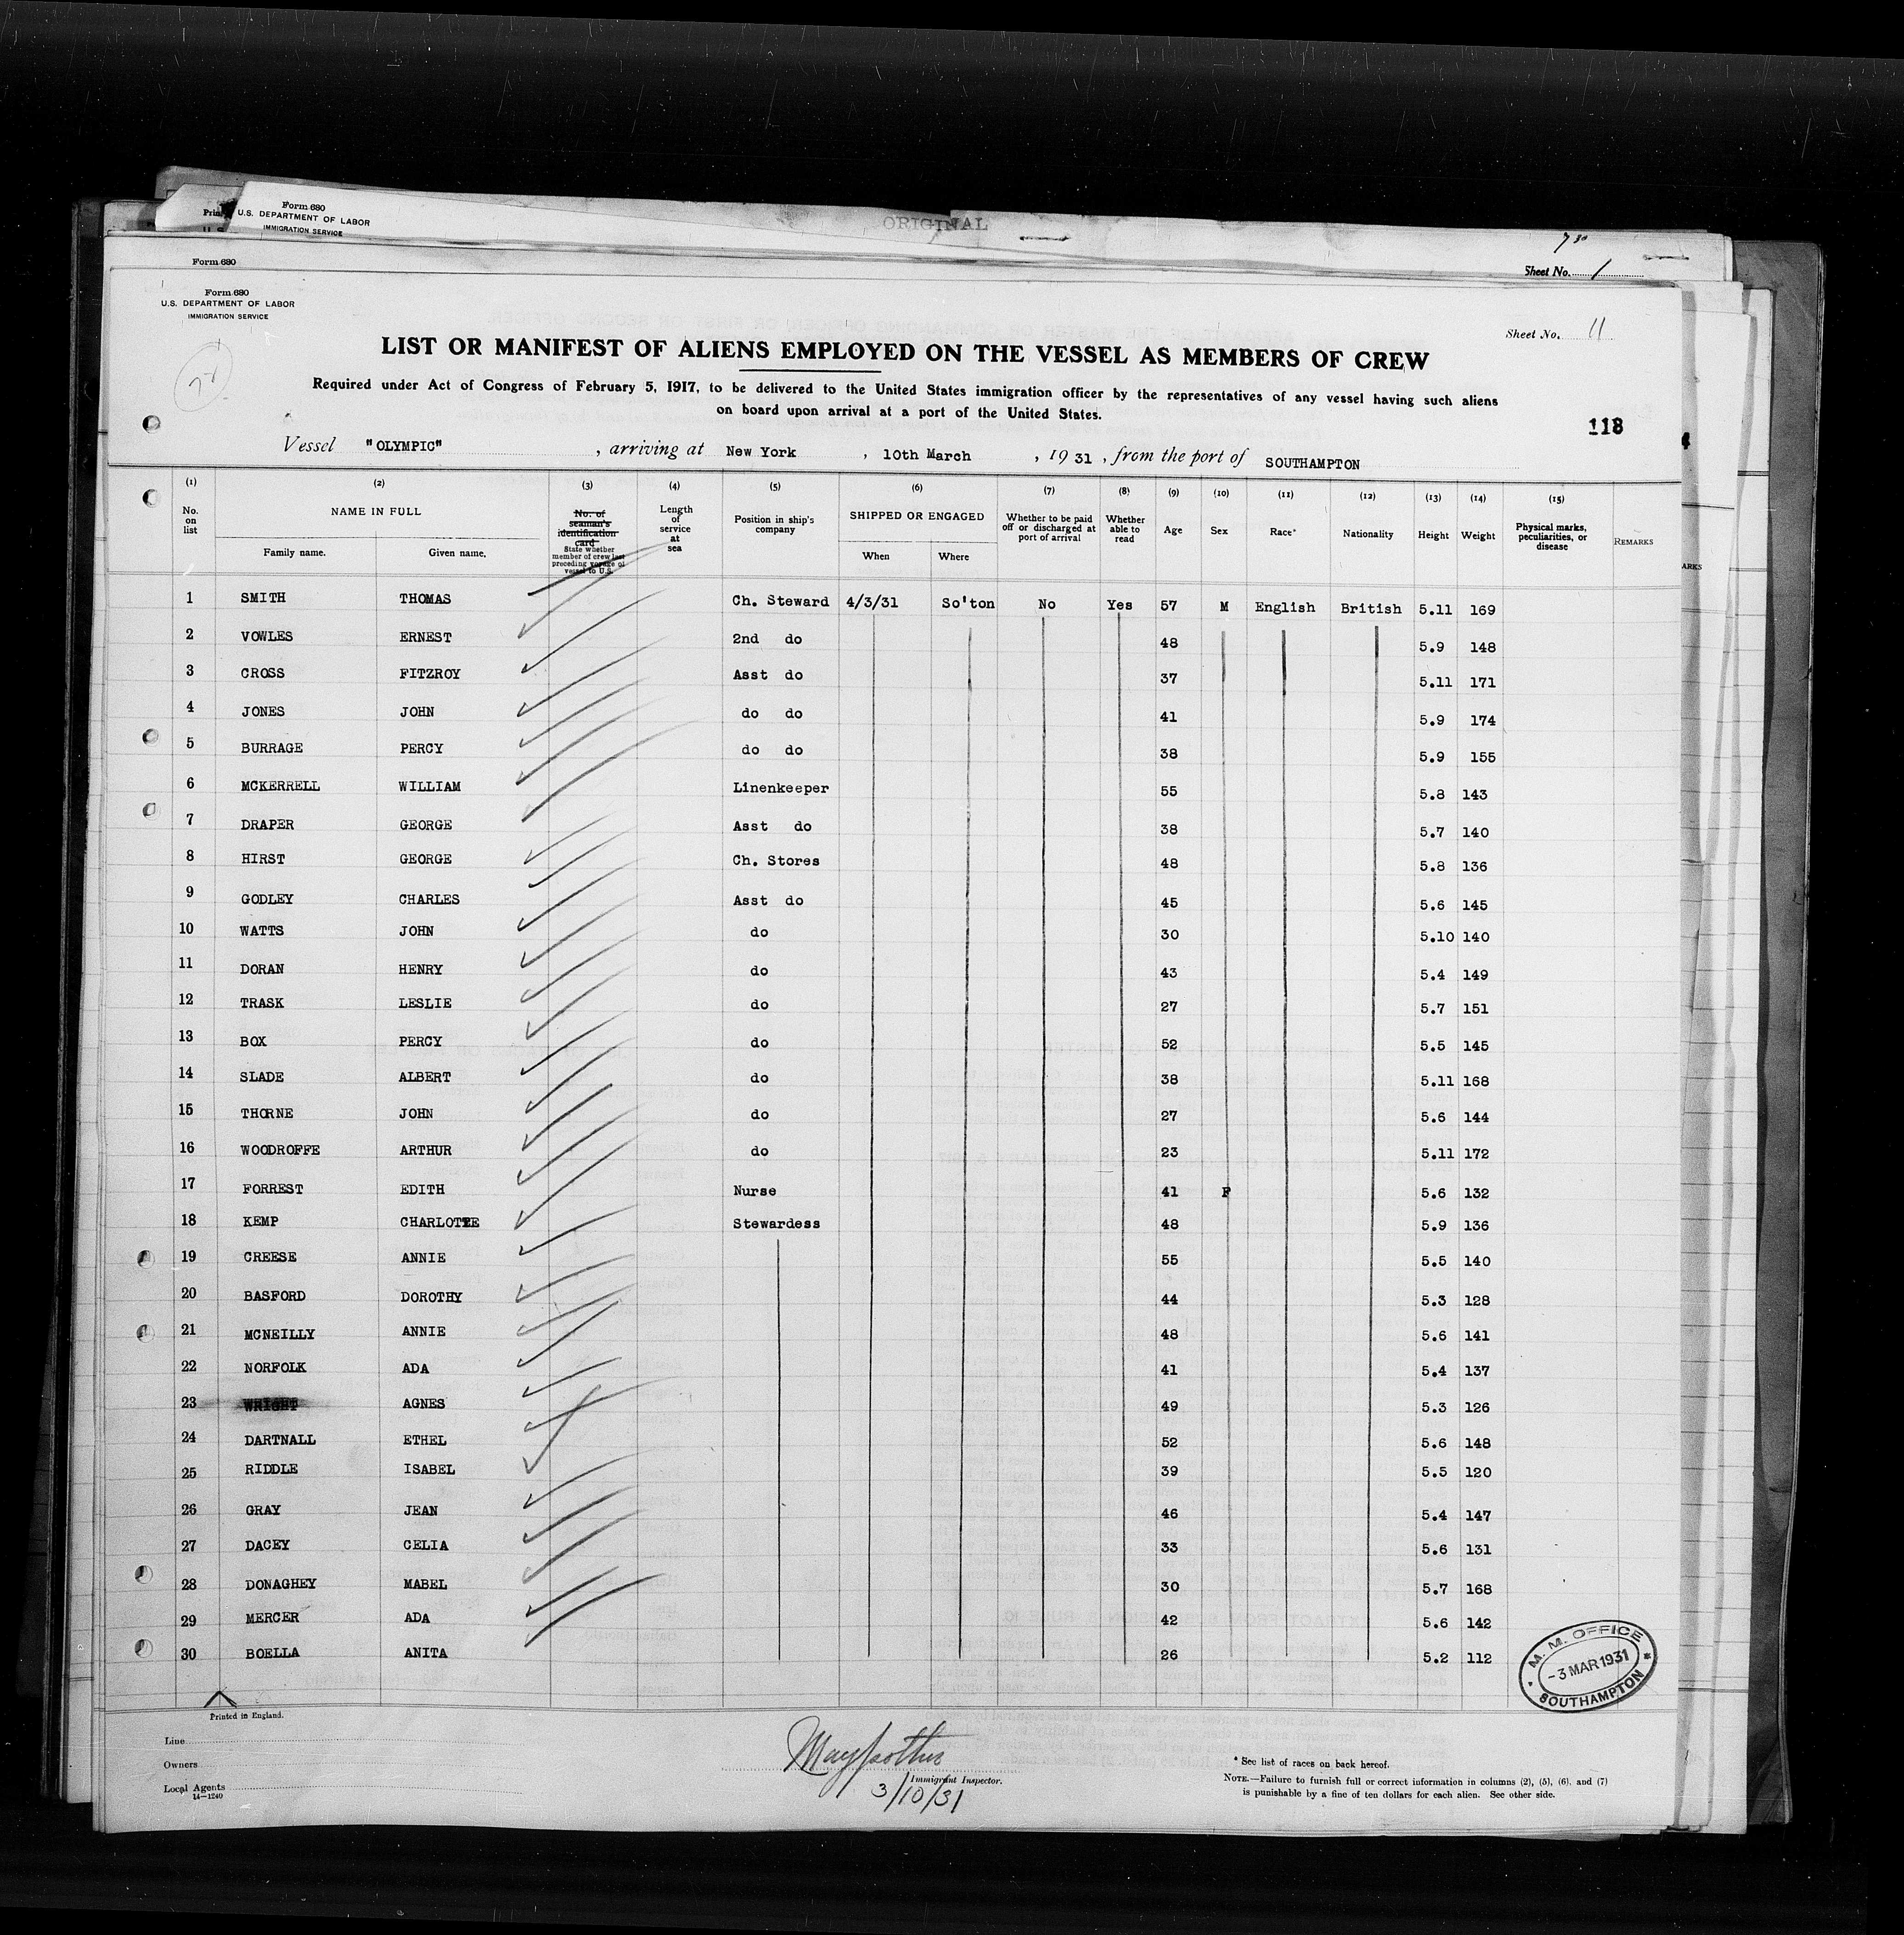 Form 680
U.S. DEPARTMENT OF LABOR
IMMIGRATION SERVICE
ORIGINAL
Form 680
Sheet No. 1
Form 680
U.S. DEPARTMENT OF LABOR
IMMIGRATION SERVICE
Sheet No. 11
LIST OR MANIFEST OF ALIENS EMPLOYED ON THE VESSEL AS MEMBERS OF CREW
Required under Act of Congress of February 5, 1917, to be delivered to the United States immigration officer by the representatives of any vessel having such aliens
on board upon arrival at a port of the United States.
118
Vessel "OLYMPIC", arriving at New York, 10th March, 1931, from the port of SOUTHAMPTON
(1) (2) (3) (4) (5) (6) (7) (8) (9) (10) (11) (12) (13) (14) (15)
No. on list NAME IN FULL Family name. Given name. No. of seaman's identification card State whether member of crew last preceding voyage of vessel to U.S. Length of service at sea Position in ship's company SHIPPED OR ENGAGED When Where Whether to be paid off or discharged at port of arrival Whether able to read Age Sex Race* Nationality Height Weight Physical marks, peculiarities, or disease REMARKS
1 SMITH THOMAS Ch. Steward 4/3/31 So'ton No Yes 57 M English British 5.11 169
2 VOWLES ERNEST 2nd do 48 5.9 148
3 CROSS FITZROY Asst do 37 5.11 171
4 JONES JOHN do do 41 5.9 174
5 BURRAGE PERCY do do 38 5.9 155
6 MCKERRELL WILLIAM Linenkeeper 55 5.8 143
7 DRAPER GEORGE Asst do 38 5.7 140
8 HIRST GEORGE Ch. Stores 48 5.8 136
9 GODLEY CHARLES Asst do 45 5.6 145
10 WATTS JOHN do 30 5.10 140
11 DORAN HENRY do 43 5.4 149
12 TRASK LESLIE do 27 5.7 151
13 BOX PERCY do 52 5.5 145
14 SLADE ALBERT do 38 5.11 168
15 THORNE JOHN do 27 5.6 144
16 WOODROFFE ARTHUR do 23 5.11 172
17 FORREST EDITH Nurse 41 F 5.6 132
18 KEMP CHARLOTTE Stewardess 48 5.9 136
19 CREESE ANNIE 55 5.5 140
20 BASFORD DOROTHY 44 5.3 128
21 MCNEILLY ANNIE 48 5.6 141
22 NORFOLK ADA 41 5.4 137
23 WRIGHT AGNES 49 5.3 126
24 DARTNALL ETHEL 52 5.6 148
25 RIDDLE ISABEL 39 5.5 120
26 GRAY JEAN 46 5.4 147
27 DACEY CELIA 33 5.6 131
28 DONAGHEY MABEL 30 5.7 168
29 MERCER ADA 42 5.6 142
30 BOELLA ANITA 26 5.2 112
M. M. OFFICE
-3 MAR 1931
SOUTHAMPTON
Printed in England.
Line
Owners
Local Agents
14—1240
Immigrant Inspector.
3/10/31
* See list of races on back hereof.
NOTE.—Failure to furnish full or correct information in columns (2), (5), (6), and (7)
is punishable by a fine of ten dollars for each alien. See other side.